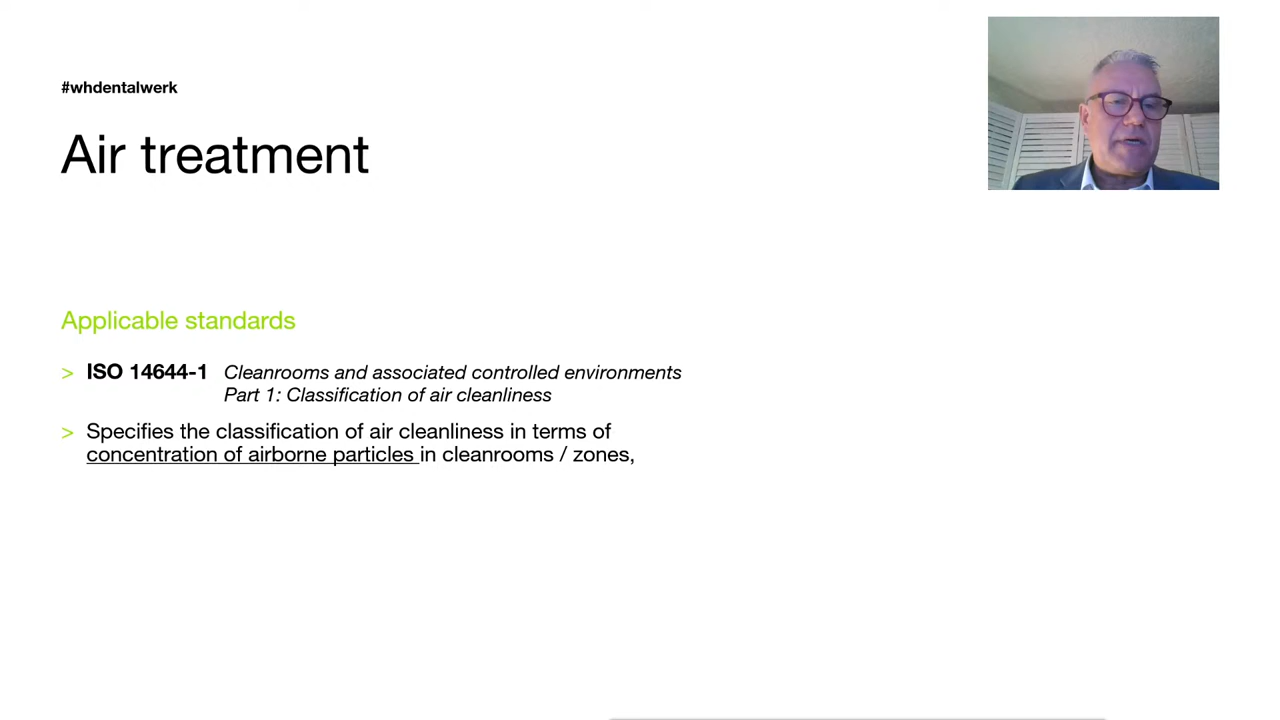 #whdentalwerk
Air treatment
Applicable standards
> ISO 14644-1 Cleanrooms and associated controlled environments
Part 1: Classification of air cleanliness
> Specifies the classification of air cleanliness in terms of
concentration of airborne particles in cleanrooms / zones,